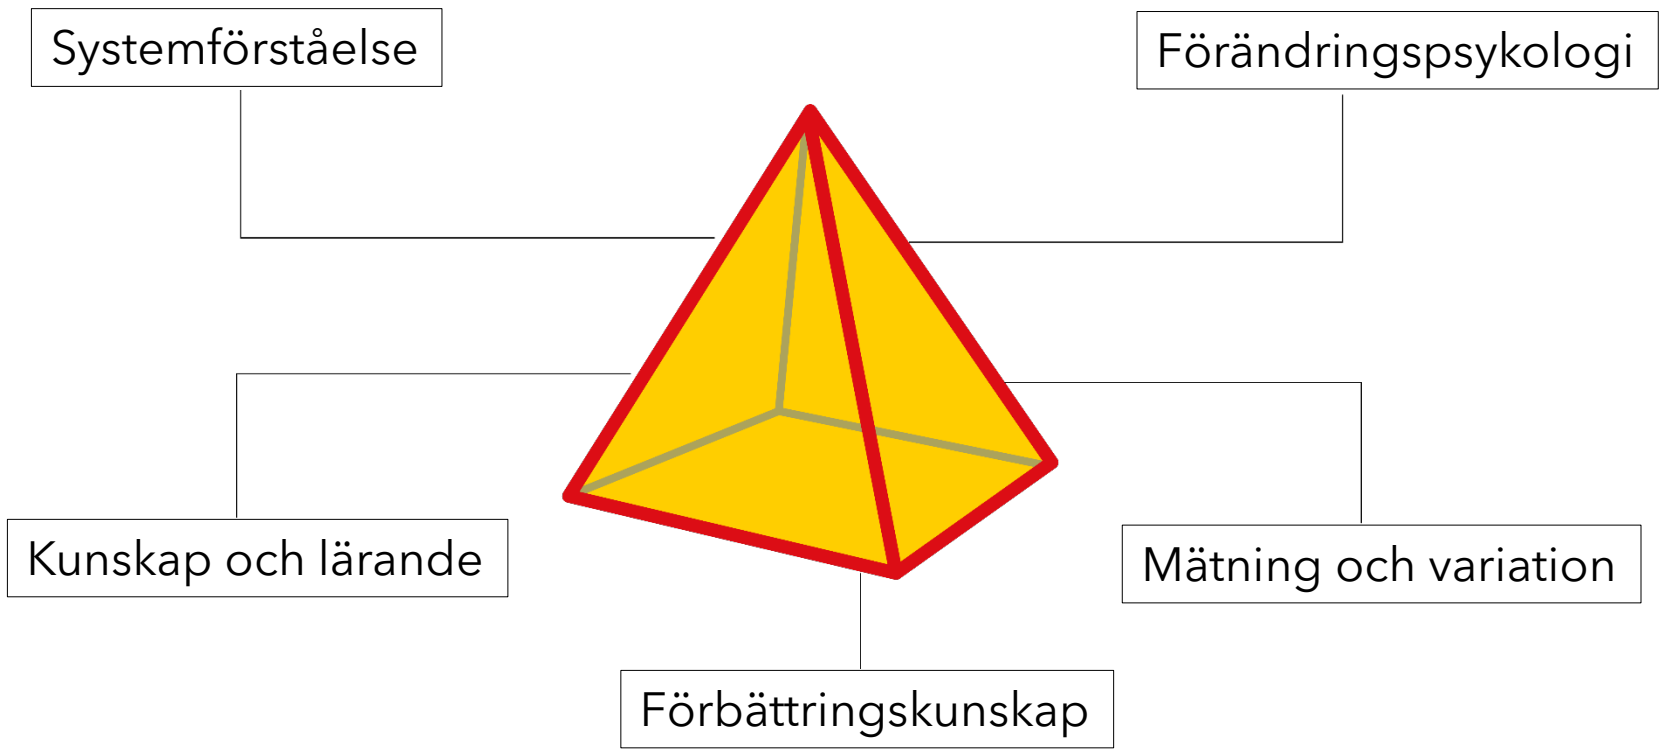 Systemförståelse
Förändringspsykologi
Kunskap och lärande
Mätning och variation
Förbättringskunskap